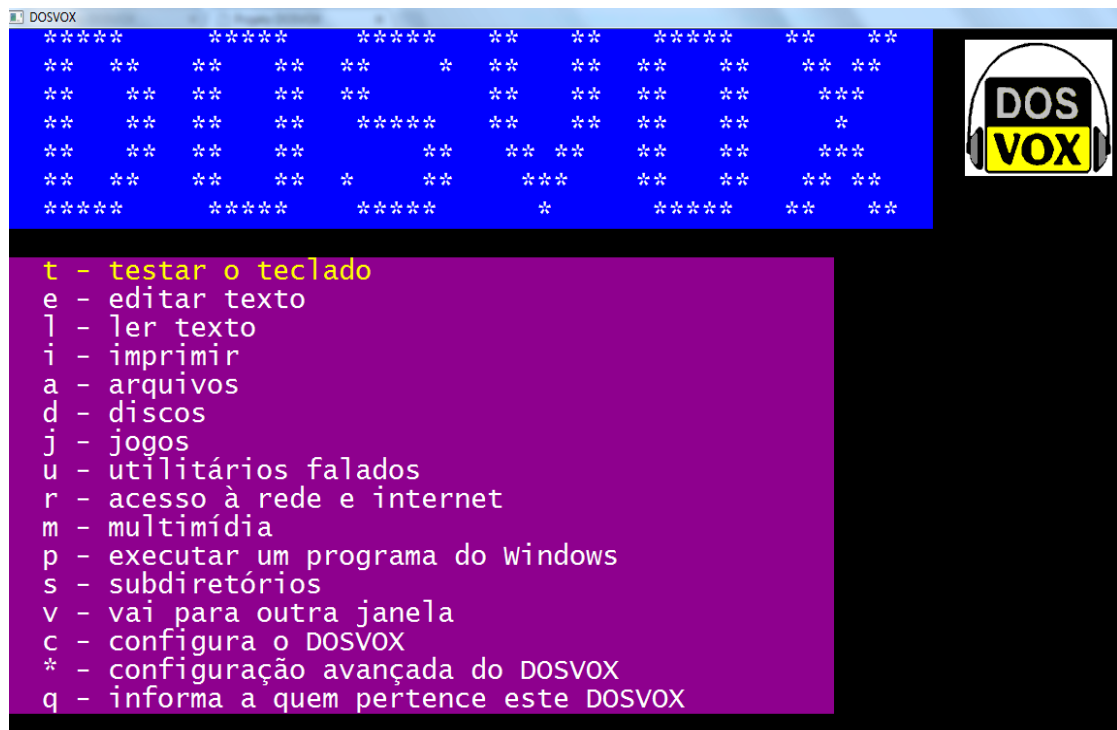 DOSVOX
DOSVOX
DOS
VOX
t - testar o teclado
e - editar texto
l - ler texto
i - imprimir
a - arquivos
d - discos
j - jogos
u - utilitários falados
r - acesso à rede e internet
m - multimídia
p - executar um programa do Windows
s - subdiretórios
v - vai para outra janela
c - configura o DOSVOX
* - configuração avançada do DOSVOX
q - informa a quem pertence este DOSVOX